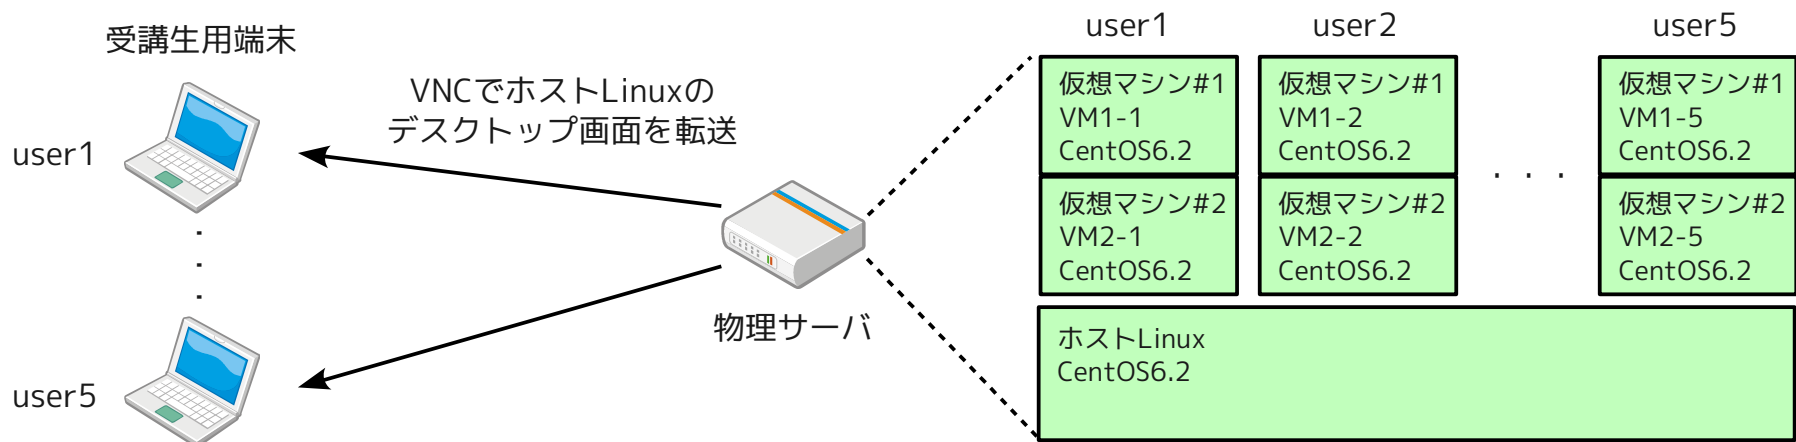 受講生用端末
user1
VNCでホストLinuxの
デスクトップ画面を転送
user5
物理サーバ
user1
仮想マシン#1
VM1-1
CentOS6.2
仮想マシン#2
VM2-1
CentOS6.2
user2
仮想マシン#1
VM1-2
CentOS6.2
仮想マシン#2
VM2-2
CentOS6.2
. . .
user5
仮想マシン#1
VM1-5
CentOS6.2
仮想マシン#2
VM2-5
CentOS6.2
ホストLinux
CentOS6.2